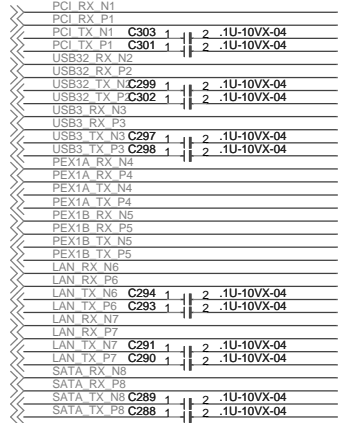 PCI_RX_N1
PCI_RX_P1
PCI_TX_N1 C303 1 2 .1U-10VX-04
PCI_TX_P1 C301 1 2 .1U-10VX-04
USB32_RX_N2
USB32_RX_P2
USB32_TX_N2 C299 1 2 .1U-10VX-04
USB32_TX_P2 C302 1 2 .1U-10VX-04
USB3_RX_N3
USB3_RX_P3
USB3_TX_N3 C297 1 2 .1U-10VX-04
USB3_TX_P3 C298 1 2 .1U-10VX-04
PEX1A_RX_N4
PEX1A_RX_P4
PEX1A_TX_N4
PEX1A_TX_P4
PEX1B_RX_N5
PEX1B_RX_P5
PEX1B_TX_N5
PEX1B_TX_P5
LAN_RX_N6
LAN_RX_P6
LAN_TX_N6 C294 1 2 .1U-10VX-04
LAN_TX_P6 C293 1 2 .1U-10VX-04
LAN_RX_N7
LAN_RX_P7
LAN_TX_N7 C291 1 2 .1U-10VX-04
LAN_TX_P7 C290 1 2 .1U-10VX-04
SATA_RX_N8
SATA_RX_P8
SATA_TX_N8 C289 1 2 .1U-10VX-04
SATA_TX_P8 C288 1 2 .1U-10VX-04